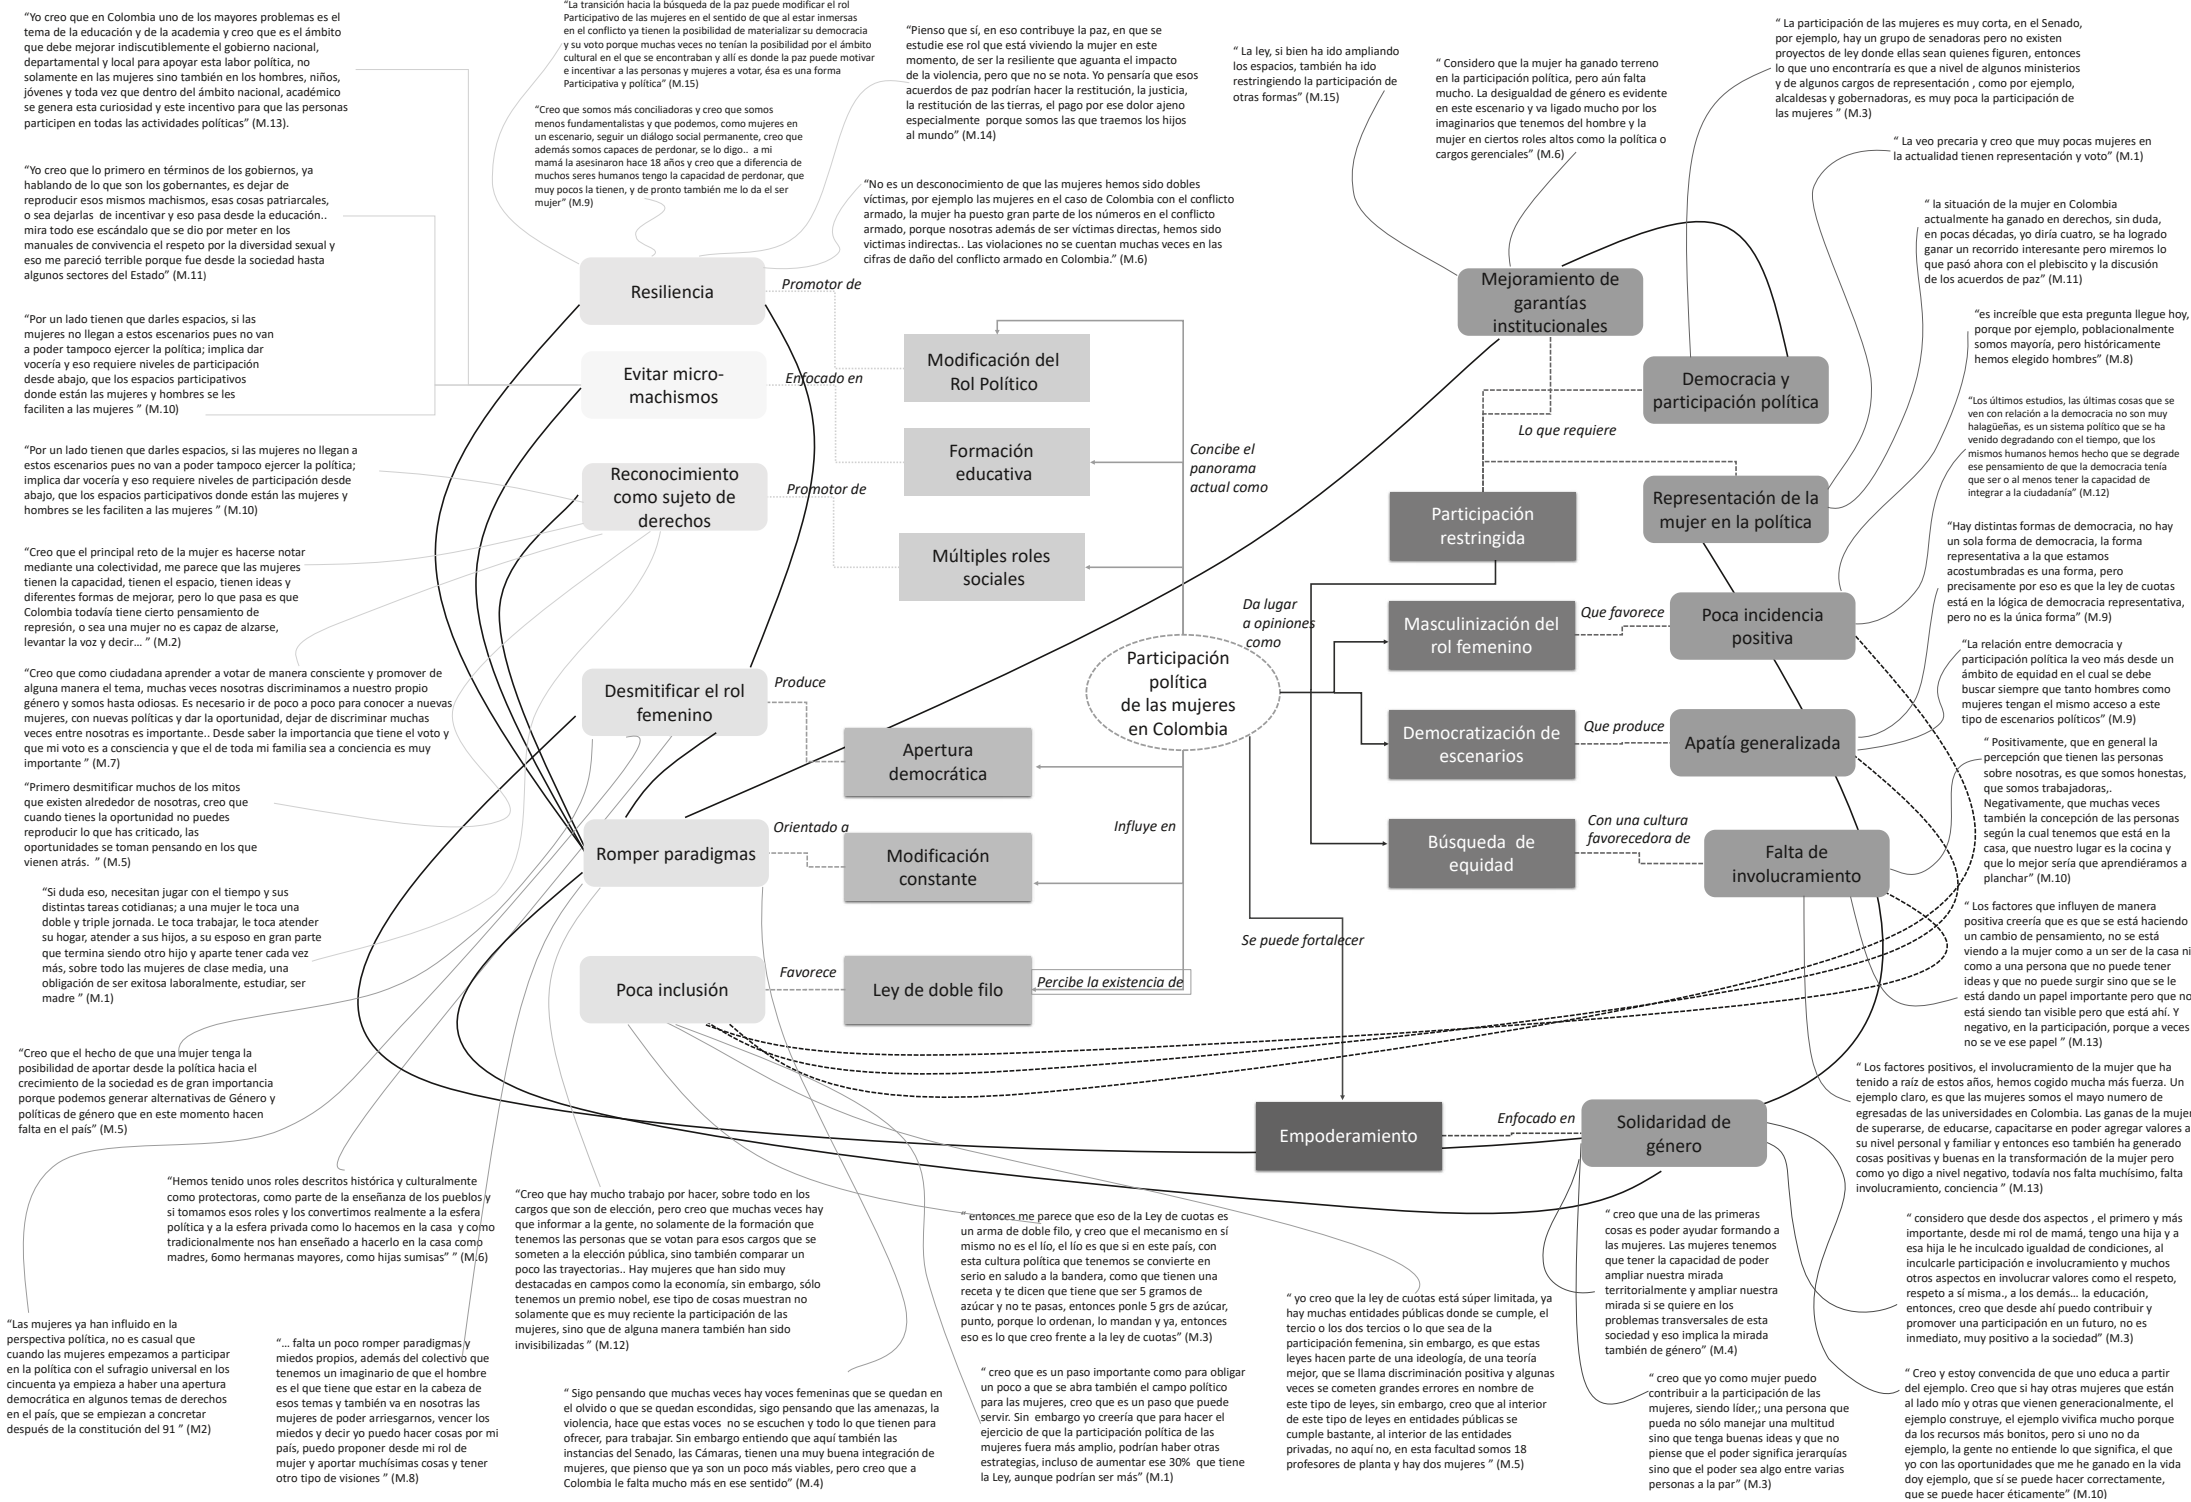 “Yo creo que en Colombia uno de los mayores problemas es el
tema de la educación y de la academia y creo que es el ámbito
que debe mejorar indiscutiblemente el gobierno nacional,
departamental y local para apoyar esta labor política, no
solamente en las mujeres sino también en los hombres, niños,
jóvenes y toda vez que dentro del ámbito nacional, académico
se genera esta curiosidad y este incentivo para que las personas
participen en todas las actividades políticas” (M.13).
“Yo creo que lo primero en términos de los gobiernos, ya
hablando de lo que son los gobernantes, es dejar de
reproducir esos mismos machismos, esas cosas patriarcales,
o sea dejarlas de incentivar y eso pasa desde la educación..
mira todo ese escándalo que se dio por meter en los
manuales de convivencia el respeto por la diversidad sexual y
eso me pareció terrible porque fue desde la sociedad hasta
algunos sectores del Estado” (M.11)
“Por un lado tienen que darles espacios, si las
mujeres no llegan a estos escenarios pues no van
a poder tampoco ejercer la política; implica dar
vocería y eso requiere niveles de participación
desde abajo, que los espacios participativos
donde están las mujeres y hombres se les
faciliten a las mujeres ” (M.10)
“Por un lado tienen que darles espacios, si las mujeres no llegan a
estos escenarios pues no van a poder tampoco ejercer la política;
implica dar vocería y eso requiere niveles de participación desde
abajo, que los espacios participativos donde están las mujeres y
hombres se les faciliten a las mujeres ” (M.10)
“Creo que el principal reto de la mujer es hacerse notar
mediante una colectividad, me parece que las mujeres
tienen la capacidad, tienen el espacio, tienen ideas y
diferentes formas de mejorar, pero lo que pasa es que
Colombia todavía tiene cierto pensamiento de
represión, o sea una mujer no es capaz de alzarse,
levantar la voz y decir... ” (M.2)
“Creo que como ciudadana aprender a votar de manera consciente y promover de
alguna manera el tema, muchas veces nosotras discriminamos a nuestro propio
género y somos hasta odiosas. Es necesario ir de poco a poco para conocer a nuevas
mujeres, con nuevas políticas y dar la oportunidad, dejar de discriminar muchas
veces entre nosotras es importante.. Desde saber la importancia que tiene el voto y
que mi voto es a consciencia y que el de toda mi familia sea a conciencia es muy
importante ” (M.7)
“Primero desmitificar muchos de los mitos
que existen alrededor de nosotras, creo que
cuando tienes la oportunidad no puedes
reproducir lo que has criticado, las
oportunidades se toman pensando en los que
vienen atrás. ” (M.5)
“Si duda eso, necesitan jugar con el tiempo y sus
distintas tareas cotidianas; a una mujer le toca una
doble y triple jornada. Le toca trabajar, le toca atender
su hogar, atender a sus hijos, a su esposo en gran parte
que termina siendo otro hijo y aparte tener cada vez
más, sobre todo las mujeres de clase media, una
obligación de ser exitosa laboralmente, estudiar, ser
madre ” (M.1)
“Creo que el hecho de que una mujer tenga la
posibilidad de aportar desde la política hacia el
crecimiento de la sociedad es de gran importancia
porque podemos generar alternativas de Género y
políticas de género que en este momento hacen
falta en el país” (M.5)
“Hemos tenido unos roles descritos histórica y culturalmente
como protectoras, como parte de la enseñanza de los pueblos y
si tomamos esos roles y los convertimos realmente a la esfera
política y a la esfera privada como lo hacemos en la casa y como
tradicionalmente nos han enseñado a hacerlo en la casa como
madres, 6omo hermanas mayores, como hijas sumisas” ” (M.6)
“Las mujeres ya han influido en la
perspectiva política, no es casual que
cuando las mujeres empezamos a participar
en la política con el sufragio universal en los
cincuenta ya empieza a haber una apertura
democrática en algunos temas de derechos
en el país, que se empiezan a concretar
después de la constitución del 91 ” (M2)
“... falta un poco romper paradigmas y
miedos propios, además del colectivo que
tenemos un imaginario de que el hombre
es el que tiene que estar en la cabeza de
esos temas y también va en nosotras las
mujeres de poder arriesgarnos, vencer los
miedos y decir yo puedo hacer cosas por mi
país, puedo proponer desde mi rol de
mujer y aportar muchísimas cosas y tener
otro tipo de visiones ” (M.8)
“La transición hacia la búsqueda de la paz puede modificar el rol
Participativo de las mujeres en el sentido de que al estar inmersas
en el conflicto ya tienen la posibilidad de materializar su democracia
y su voto porque muchas veces no tenían la posibilidad por el ámbito
cultural en el que se encontraban y allí es donde la paz puede motivar
e incentivar a las personas y mujeres a votar, ésa es una forma
Participativa y política” (M.15)
“Creo que somos más conciliadoras y creo que somos
menos fundamentalistas y que podemos, como mujeres en
un escenario, seguir un diálogo social permanente, creo que
además somos capaces de perdonar, se lo digo.. a mi
mamá la asesinaron hace 18 años y creo que a diferencia de
muchos seres humanos tengo la capacidad de perdonar, que
muy pocos la tienen, y de pronto también me lo da el ser
mujer” (M.9)
“Pienso que sí, en eso contribuye la paz, en que se
estudie ese rol que está viviendo la mujer en este
momento, de ser la resiliente que aguanta el impacto
de la violencia, pero que no se nota. Yo pensaría que esos
acuerdos de paz podrían hacer la restitución, la justicia,
la restitución de las tierras, el pago por ese dolor ajeno
especialmente porque somos las que traemos los hijos
al mundo” (M.14)
“No es un desconocimiento de que las mujeres hemos sido dobles
víctimas, por ejemplo las mujeres en el caso de Colombia con el conflicto
armado, la mujer ha puesto gran parte de los números en el conflicto
armado, porque nosotras además de ser víctimas directas, hemos sido
victimas indirectas.. Las violaciones no se cuentan muchas veces en las
cifras de daño del conflicto armado en Colombia.” (M.6)
Resiliencia
Promotor de
Modificación del
Rol Político
Evitar micro-
machismos
Enfocado en
Formación
educativa
Reconocimiento
como sujeto de
derechos
Promotor de
Múltiples roles
sociales
Concibe el
panorama
actual como
Desmitificar el rol
femenino
Produce
Apertura
democrática
Romper paradigmas
Orientado a
Modificación
constante
Influye en
Poca inclusión
Favorece
Ley de doble filo
Percibe la existencia de
Participación
política
de las mujeres
en Colombia
Da lugar
a opiniones
como
Se puede fortalecer
Empoderamiento
Enfocado en
Solidaridad de
género
Mejoramiento de
garantías
institucionales
Democracia y
participación política
Lo que requiere
Representación de la
mujer en la política
Participación
restringida
Masculinización del
rol femenino
Que favorece
Poca incidencia
positiva
Democratización de
escenarios
Que produce
Apatía generalizada
Búsqueda de
equidad
Con una cultura
favorecedora de
Falta de
involucramiento
“ La ley, si bien ha ido ampliando
los espacios, también ha ido
restringiendo la participación de
otras formas” (M.15)
“ Considero que la mujer ha ganado terreno
en la participación política, pero aún falta
mucho. La desigualdad de género es evidente
en este escenario y va ligado mucho por los
imaginarios que tenemos del hombre y la
mujer en ciertos roles altos como la política o
cargos gerenciales” (M.6)
“ La participación de las mujeres es muy corta, en el Senado,
por ejemplo, hay un grupo de senadoras pero no existen
proyectos de ley donde ellas sean quienes figuren, entonces
lo que uno encontraría es que a nivel de algunos ministerios
y de algunos cargos de representación , como por ejemplo,
alcaldesas y gobernadoras, es muy poca la participación de
las mujeres ” (M.3)
“ La veo precaria y creo que muy pocas mujeres en
la actualidad tienen representación y voto” (M.1)
“ la situación de la mujer en Colombia
actualmente ha ganado en derechos, sin duda,
en pocas décadas, yo diría cuatro, se ha logrado
ganar un recorrido interesante pero miremos lo
que pasó ahora con el plebiscito y la discusión
de los acuerdos de paz” (M.11)
“es increíble que esta pregunta llegue hoy,
porque por ejemplo, poblacionalmente
somos mayoría, pero históricamente
hemos elegido hombres” (M.8)
“Los últimos estudios, las últimas cosas que se
ven con relación a la democracia no son muy
halagüeñas, es un sistema político que se ha
venido degradando con el tiempo, que los
mismos humanos hemos hecho que se degrade
ese pensamiento de que la democracia tenía
que ser o al menos tener la capacidad de
integrar a la ciudadanía” (M.12)
“Hay distintas formas de democracia, no hay
un sola forma de democracia, la forma
representativa a la que estamos
acostumbradas es una forma, pero
precisamente por eso es que la ley de cuotas
está en la lógica de democracia representativa,
pero no es la única forma” (M.9)
“La relación entre democracia y
participación política la veo más desde un
ámbito de equidad en el cual se debe
buscar siempre que tanto hombres como
mujeres tengan el mismo acceso a este
tipo de escenarios políticos” (M.9)
“ Positivamente, que en general la
percepción que tienen las personas
sobre nosotras, es que somos honestas,
que somos trabajadoras,.
Negativamente, que muchas veces
también la concepción de las personas
según la cual tenemos que está en la
casa, que nuestro lugar es la cocina y
que lo mejor sería que aprendiéramos a
planchar” (M.10)
“ Los factores que influyen de manera
positiva creería que es que se está haciendo
un cambio de pensamiento, no se está
viendo a la mujer como a un ser de la casa ni
como a una persona que no puede tener
ideas y que no puede surgir sino que se le
está dando un papel importante pero que no
está siendo tan visible pero que está ahí. Y
negativo, en la participación, porque a veces
no se ve ese papel ” (M.13)
“ Los factores positivos, el involucramiento de la mujer que ha
tenido a raíz de estos años, hemos cogido mucha más fuerza. Un
ejemplo claro, es que las mujeres somos el mayo numero de
egresadas de las universidades en Colombia. Las ganas de la mujer
de superarse, de educarse, capacitarse en poder agregar valores a
su nivel personal y familiar y entonces eso también ha generado
cosas positivas y buenas en la transformación de la mujer pero
como yo digo a nivel negativo, todavía nos falta muchísimo, falta
involucramiento, conciencia ” (M.13)
“Creo que hay mucho trabajo por hacer, sobre todo en los
cargos que son de elección, pero creo que muchas veces hay
que informar a la gente, no solamente de la formación que
tenemos las personas que se votan para esos cargos que se
someten a la elección pública, sino también comparar un
poco las trayectorias.. Hay mujeres que han sido muy
destacadas en campos como la economía, sin embargo, sólo
tenemos un premio nobel, ese tipo de cosas muestran no
solamente que es muy reciente la participación de las
mujeres, sino que de alguna manera también han sido
invisibilizadas ” (M.12)
“ Sigo pensando que muchas veces hay voces femeninas que se quedan en
el olvido o que se quedan escondidas, sigo pensando que las amenazas, la
violencia, hace que estas voces no se escuchen y todo lo que tienen para
ofrecer, para trabajar. Sin embargo entiendo que aquí también las
instancias del Senado, las Cámaras, tienen una muy buena integración de
mujeres, que pienso que ya son un poco más viables, pero creo que a
Colombia le falta mucho más en ese sentido” (M.4)
“ entonces me parece que eso de la Ley de cuotas es
un arma de doble filo, y creo que el mecanismo en sí
mismo no es el lío, el lío es que si en este país, con
esta cultura política que tenemos se convierte en
serio en saludo a la bandera, como que tienen una
receta y te dicen que tiene que ser 5 gramos de
azúcar y no te pasas, entonces ponle 5 grs de azúcar,
punto, porque lo ordenan, lo mandan y ya, entonces
eso es lo que creo frente a la ley de cuotas” (M.3)
“ creo que es un paso importante como para obligar
un poco a que se abra también el campo político
para las mujeres, creo que es un paso que puede
servir. Sin embargo yo creería que para hacer el
ejercicio de que la participación política de las
mujeres fuera más amplio, podrían haber otras
estrategias, incluso de aumentar ese 30% que tiene
la Ley, aunque podrían ser más” (M.1)
“ yo creo que la ley de cuotas está súper limitada, ya
hay muchas entidades públicas donde se cumple, el
tercio o los dos tercios o lo que sea de la
participación femenina, sin embargo, es que estas
leyes hacen parte de una ideología, de una teoría
mejor, que se llama discriminación positiva y algunas
veces se cometen grandes errores en nombre de
este tipo de leyes, sin embargo, creo que al interior
de este tipo de leyes en entidades públicas se
cumple bastante, al interior de las entidades
privadas, no aquí no, en esta facultad somos 18
profesores de planta y hay dos mujeres ” (M.5)
“ creo que una de las primeras
cosas es poder ayudar formando a
las mujeres. Las mujeres tenemos
que tener la capacidad de poder
ampliar nuestra mirada
territorialmente y ampliar nuestra
mirada si se quiere en los
problemas transversales de esta
sociedad y eso implica la mirada
también de género” (M.4)
“ creo que yo como mujer puedo
contribuir a la participación de las
mujeres, siendo líder,; una persona que
pueda no sólo manejar una multitud
sino que tenga buenas ideas y que no
piense que el poder significa jerarquías
sino que el poder sea algo entre varias
personas a la par” (M.3)
“ considero que desde dos aspectos , el primero y más
importante, desde mi rol de mamá, tengo una hija y a
esa hija le he inculcado igualdad de condiciones, al
inculcarle participación e involucramiento y muchos
otros aspectos en involucrar valores como el respeto,
respeto a sí misma., a los demás... la educación,
entonces, creo que desde ahí puedo contribuir y
promover una participación en un futuro, no es
inmediato, muy positivo a la sociedad” (M.3)
“ Creo y estoy convencida de que uno educa a partir
del ejemplo. Creo que si hay otras mujeres que están
al lado mío y otras que vienen generacionalmente, el
ejemplo construye, el ejemplo vivifica mucho porque
da los recursos más bonitos, pero si uno no da
ejemplo, la gente no entiende lo que significa, el que
yo con las oportunidades que me he ganado en la vida
doy ejemplo, que sí se puede hacer correctamente,
que se puede hacer éticamente” (M.10)